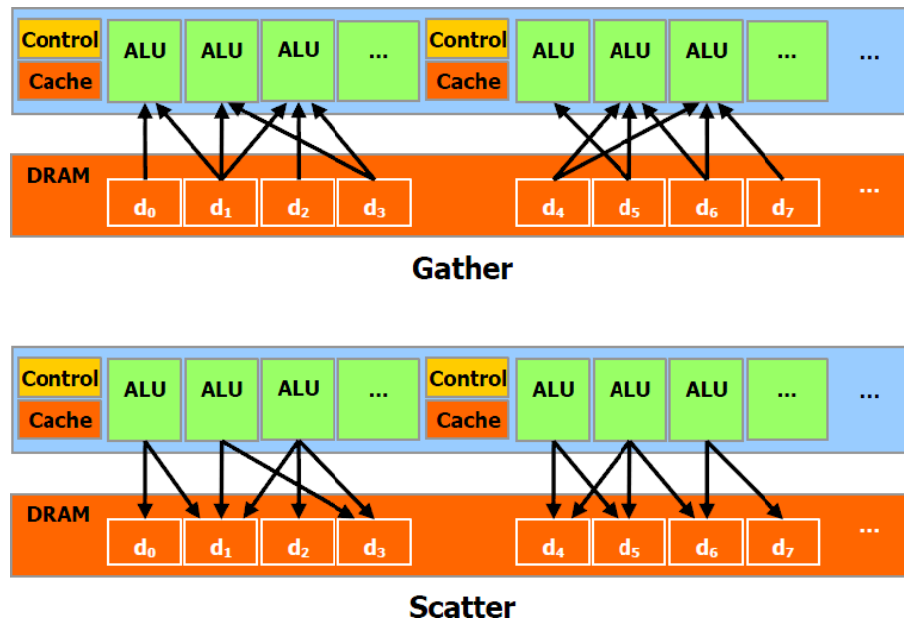 Control ALU ALU ALU ... Control ALU ALU ALU ... ...
Cache Cache
DRAM ...
d₀ d₁ d₂ d₃ d₄ d₅ d₆ d₇
Gather
Control ALU ALU ALU ... Control ALU ALU ALU ... ...
Cache Cache
DRAM ...
d₀ d₁ d₂ d₃ d₄ d₅ d₆ d₇
Scatter